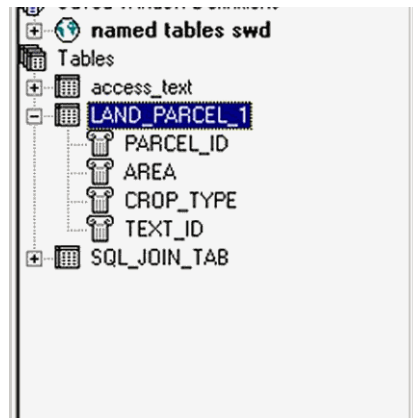 named tables swd
Tables
access_text
LAND_PARCEL_1
PARCEL_ID
AREA
CROP_TYPE
TEXT_ID
SQL_JOIN_TAB